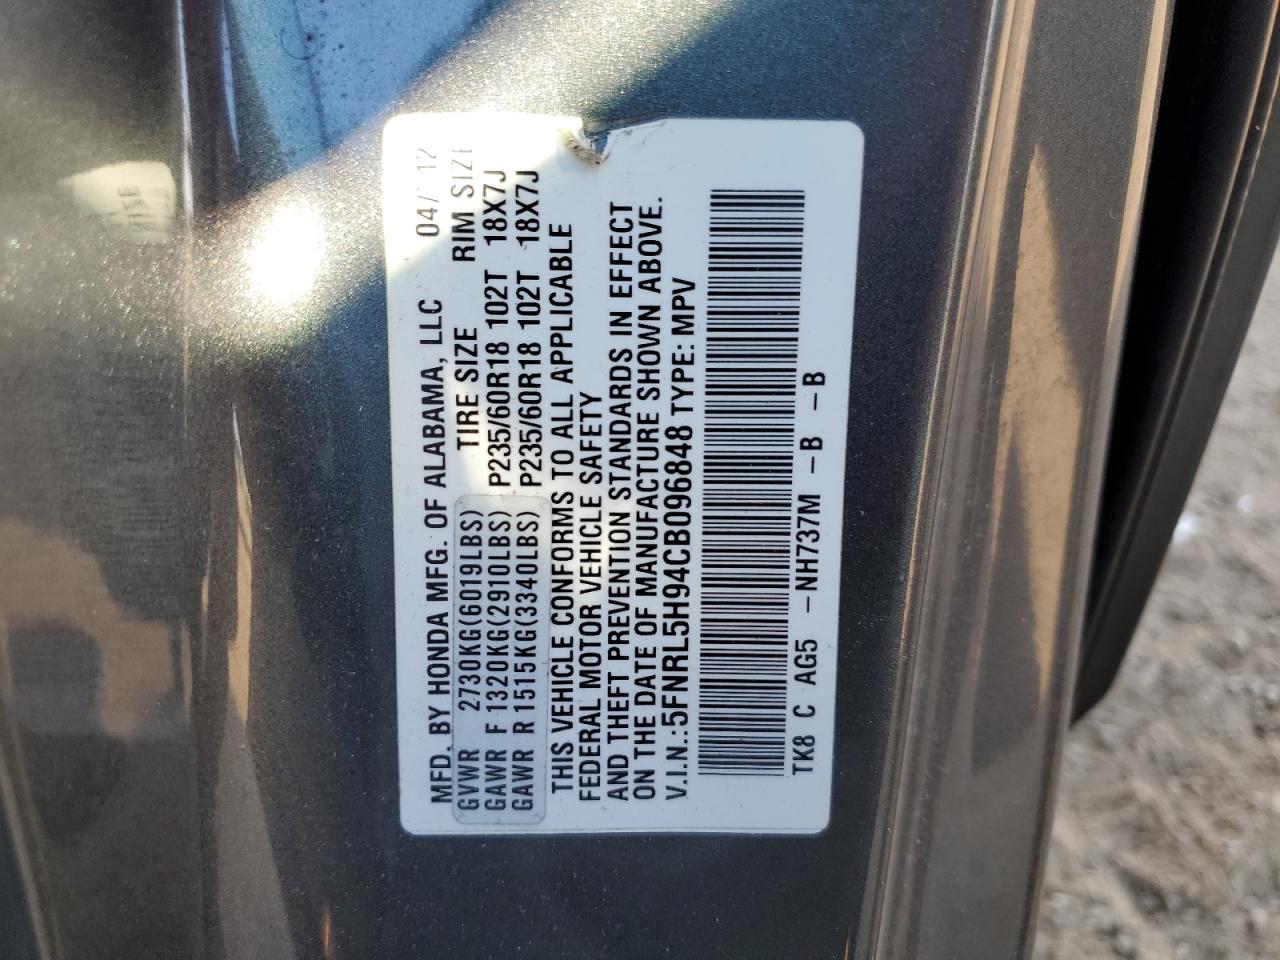 MFD. BY HONDA MFG. OF ALABAMA, LLC 04/ 12
GVWR 2730KG(6019LBS) TIRE SIZE RIM SIZE
GAWR F 1320KG(2910LBS) P235/60R18 102T 18X7J
GAWR R 1515KG(3340LBS) P235/60R18 102T 18X7J
THIS VEHICLE CONFORMS TO ALL APPLICABLE
FEDERAL MOTOR VEHICLE SAFETY
AND THEFT PREVENTION STANDARDS IN EFFECT
ON THE DATE OF MANUFACTURE SHOWN ABOVE.
V.I.N.:5FNRL5H94CB096848 TYPE: MPV
TK8 C AG5 -NH737M -B -B